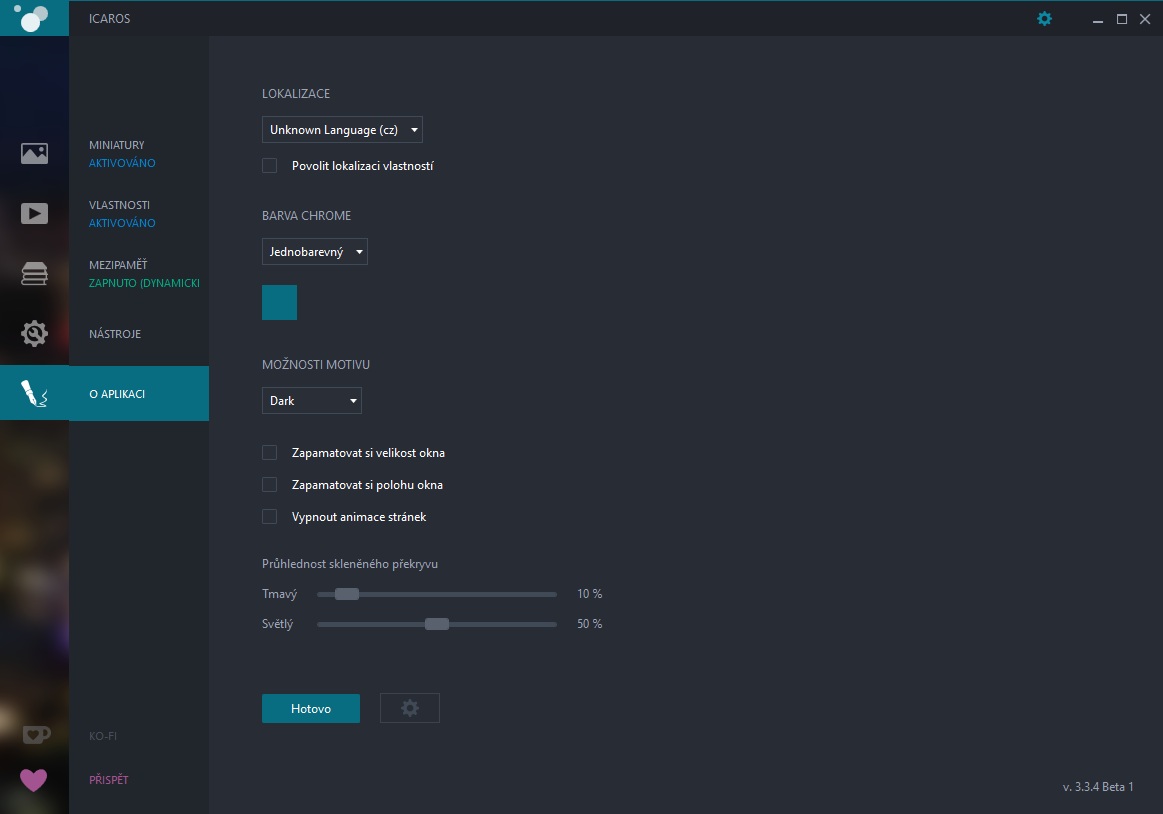 ICAROS
MINIATURY
AKTIVOVÁNO
VLASTNOSTI
AKTIVOVÁNO
MEZIPAMĚŤ
ZAPNUTO (DYNAMICKI
NÁSTROJE
O APLIKACI
KO-FI
PŘISPĚT
LOKALIZACE
Unknown Language (cz)
Povolit lokalizaci vlastností
BARVA CHROME
Jednobarevný
MOŽNOSTI MOTIVU
Dark
Zapamatovat si velikost okna
Zapamatovat si polohu okna
Vypnout animace stránek
Průhlednost skleněného překryvu
Tmavý 10 %
Světlý 50 %
Hotovo
v. 3.3.4 Beta 1